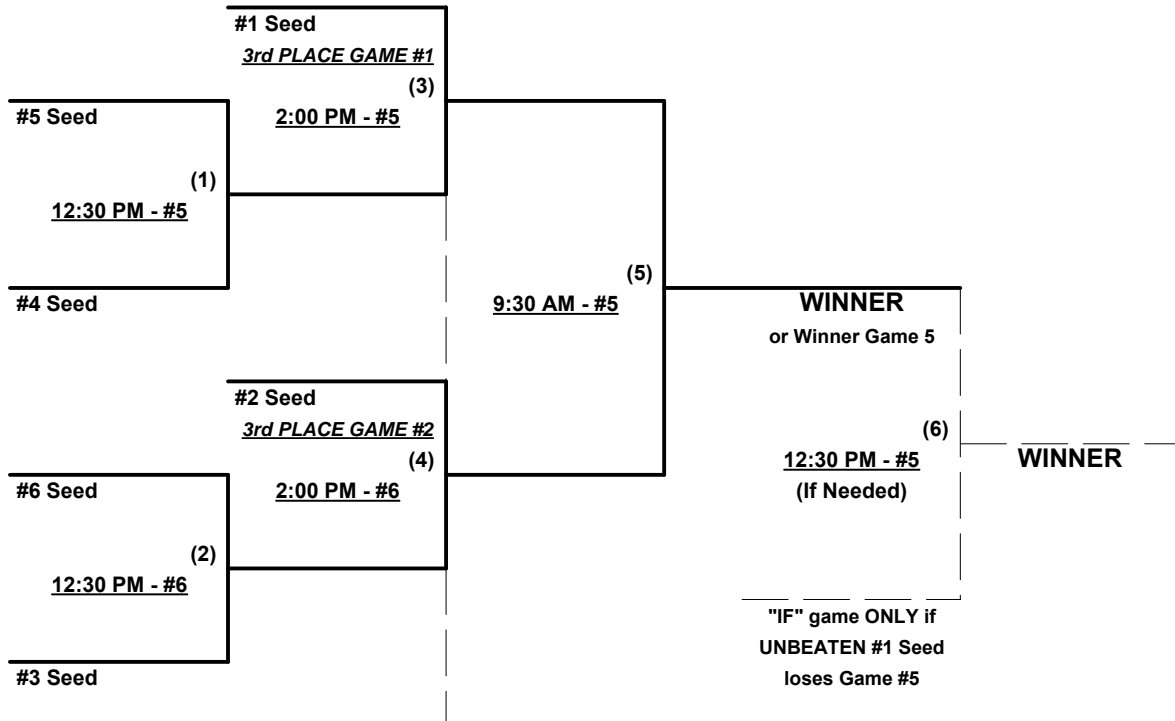 #1 Seed
3rd PLACE GAME #1
(3)
2:00 PM - #5
#5 Seed
(1)
12:30 PM - #5
#4 Seed
(5)
9:30 AM - #5
WINNER
or Winner Game 5
#2 Seed
3rd PLACE GAME #2
(4)
2:00 PM - #6
#6 Seed
(2)
12:30 PM - #6
#3 Seed
(6)
12:30 PM - #5
(If Needed)
WINNER
"IF" game ONLY if
UNBEATEN #1 Seed
loses Game #5